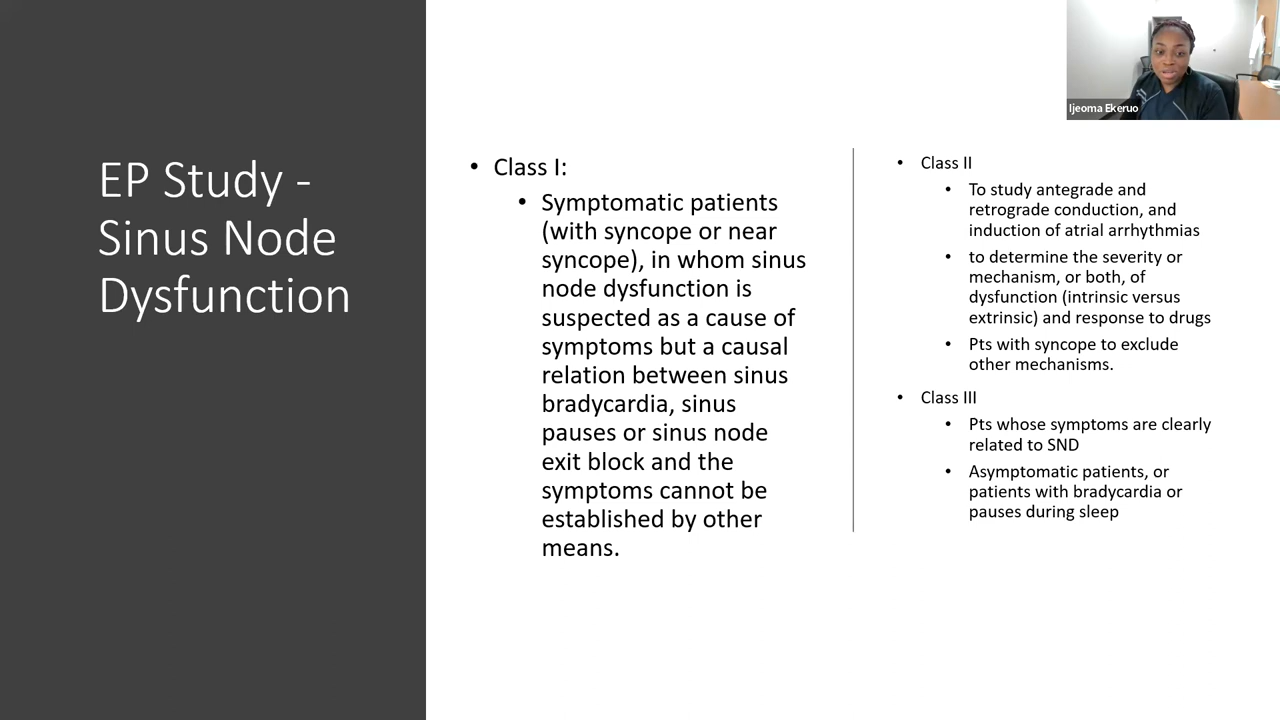 EP Study -
Sinus Node
Dysfunction
• Class I:
• Symptomatic patients
(with syncope or near
syncope), in whom sinus
node dysfunction is
suspected as a cause of
symptoms but a causal
relation between sinus
bradycardia, sinus
pauses or sinus node
exit block and the
symptoms cannot be
established by other
means.
• Class II
• To study antegrade and
retrograde conduction, and
induction of atrial arrhythmias
• to determine the severity or
mechanism, or both, of
dysfunction (intrinsic versus
extrinsic) and response to drugs
• Pts with syncope to exclude
other mechanisms.
• Class III
• Pts whose symptoms are clearly
related to SND
• Asymptomatic patients, or
patients with bradycardia or
pauses during sleep
Ijeoma Ekeruo